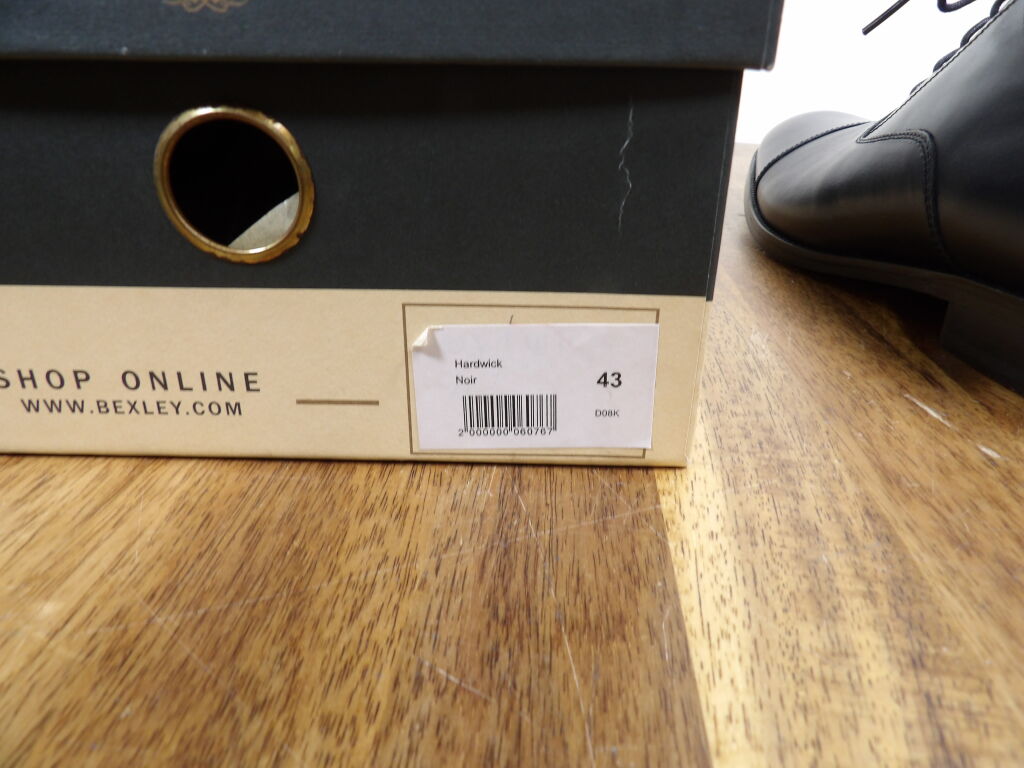 SHOP ONLINE
WWW.BEXLEY.COM
Hardwick
Noir
43
D08K
2 000000 060767